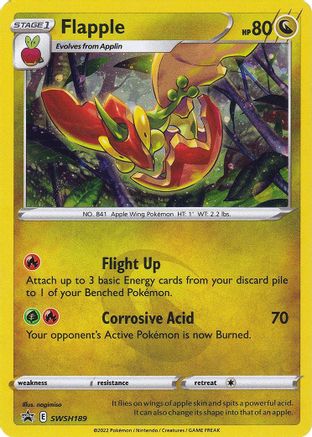 STAGE 1
Flapple
HP 80
Evolves from Applin
NO. 841 Apple Wing Pokémon HT: 1' WT: 2.2 lbs.
Flight Up
Attach up to 3 basic Energy cards from your discard pile
to 1 of your Benched Pokémon.
Corrosive Acid 70
Your opponent's Active Pokémon is now Burned.
weakness resistance retreat
illus. nagimiso
It flies on wings of apple skin and spits a powerful acid.
It can also change its shape into that of an apple.
E SWSH189
©2022 Pokémon / Nintendo / Creatures / GAME FREAK